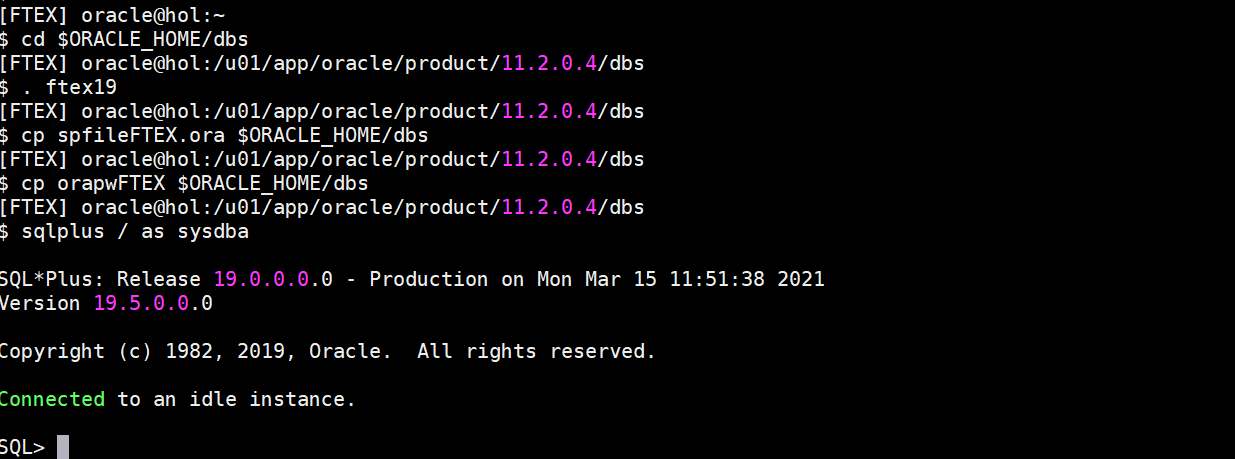 [FTEX] oracle@hol:~
$ cd $ORACLE_HOME/dbs
[FTEX] oracle@hol:/u01/app/oracle/product/11.2.0.4/dbs
$ . ftex19
[FTEX] oracle@hol:/u01/app/oracle/product/11.2.0.4/dbs
$ cp spfileFTEX.ora $ORACLE_HOME/dbs
[FTEX] oracle@hol:/u01/app/oracle/product/11.2.0.4/dbs
$ cp orapwFTEX $ORACLE_HOME/dbs
[FTEX] oracle@hol:/u01/app/oracle/product/11.2.0.4/dbs
$ sqlplus / as sysdba
SQL*Plus: Release 19.0.0.0.0 - Production on Mon Mar 15 11:51:38 2021
Version 19.5.0.0.0
Copyright (c) 1982, 2019, Oracle.  All rights reserved.
Connected to an idle instance.
SQL>